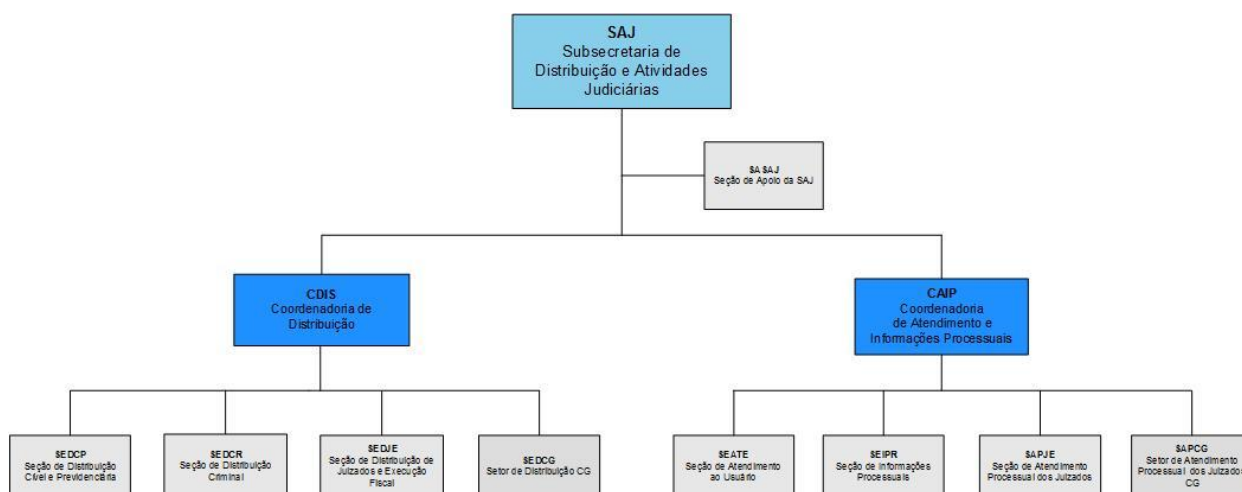 SAJ
Subsecretaria de
Distribuição e Atividades
Judiciárias
SASAJ
Seção de Apoio da SAJ
CDIS
Coordenadoria de
Distribuição
CAIP
Coordenadoria
de Atendimento e
Informações Processuais
SEDCP
Seção de Distribuição
Cível e Previdenciária
SEDCR
Seção de Distribuição
Criminal
SEDJE
Seção de Distribuição de
Juizados e Execução
Fiscal
SEDCG
Setor de Distribuição CG
SEATE
Seção de Atendimento
ao Usuário
SEIPR
Seção de Informações
Processuais
SAPJE
Seção de Atendimento
Processual dos Juizados
SAPCG
Setor de Atendimento
Processual dos Juizados
CG